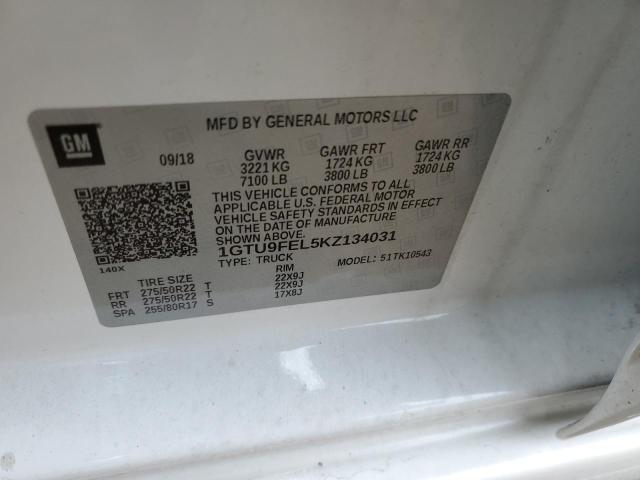 GM
MFD BY GENERAL MOTORS LLC
09/18 GVWR GAWR FRT GAWR RR
3221 KG 1724 KG 1724 KG
7100 LB 3800 LB 3800 LB
THIS VEHICLE CONFORMS TO ALL
APPLICABLE U.S. FEDERAL MOTOR
VEHICLE SAFETY STANDARDS IN EFFECT
ON THE DATE OF MANUFACTURE
SHOWN ABOVE.
1GTU9FEL5KZ134031
140X
TYPE: TRUCK MODEL: 51TK10543
TIRE SIZE RIM
FRT 275/50R22 T 22X9J
RR 275/50R22 T 22X9J
SPA 255/80R17 S 17X8J